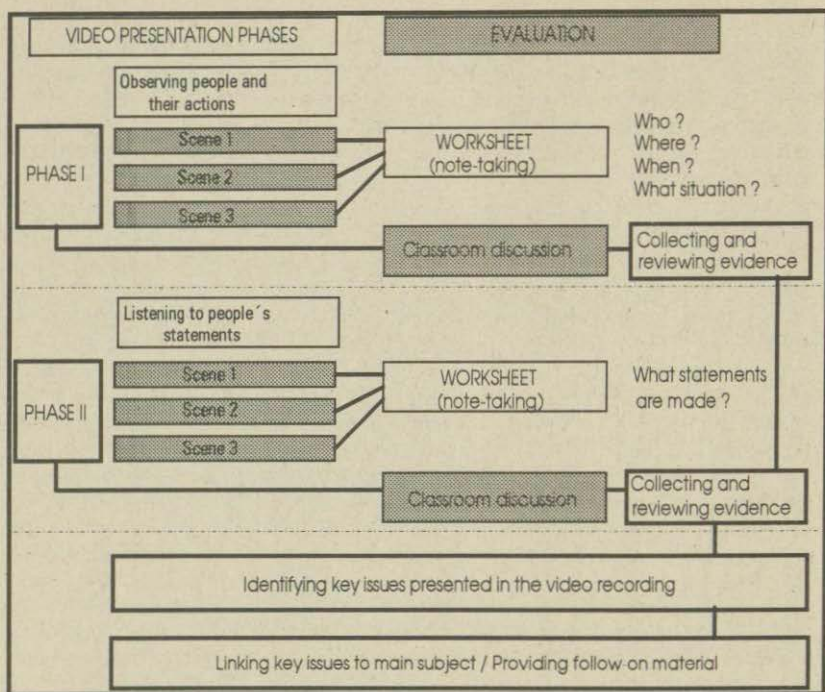 VIDEO PRESENTATION PHASES
EVALUATION
Observing people and
their actions
PHASE I
Scene 1
Scene 2
Scene 3
WORKSHEET
(note-taking)
Who ?
Where ?
When ?
What situation ?
Classroom discussion
Collecting and
reviewing evidence
Listening to people´s
statements
PHASE II
Scene 1
Scene 2
Scene 3
WORKSHEET
(note-taking)
What statements
are made ?
Classroom discussion
Collecting and
reviewing evidence
Identifying key issues presented in the video recording
Linking key issues to main subject / Providing follow on material